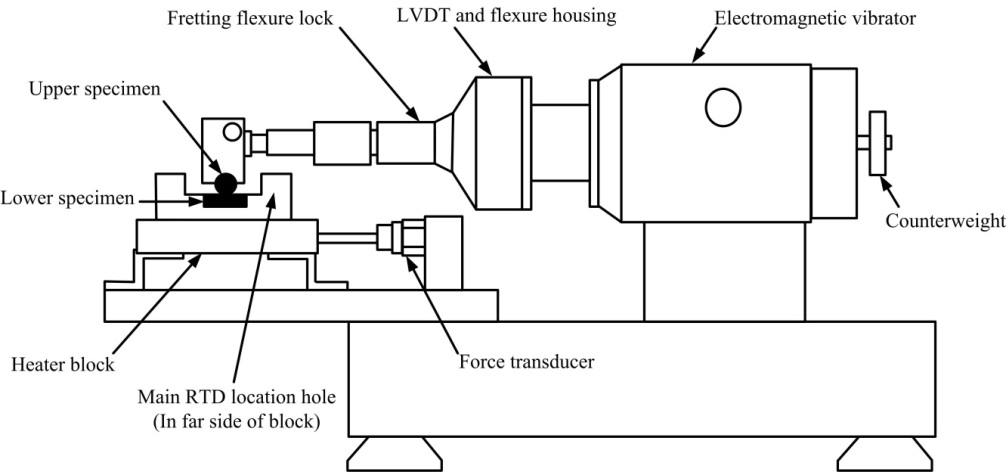 Fretting flexure lock
LVDT and flexure housing
Electromagnetic vibrator
Upper specimen
Lower specimen
Counterweight
Heater block
Force transducer
Main RTD location hole
(In far side of block)